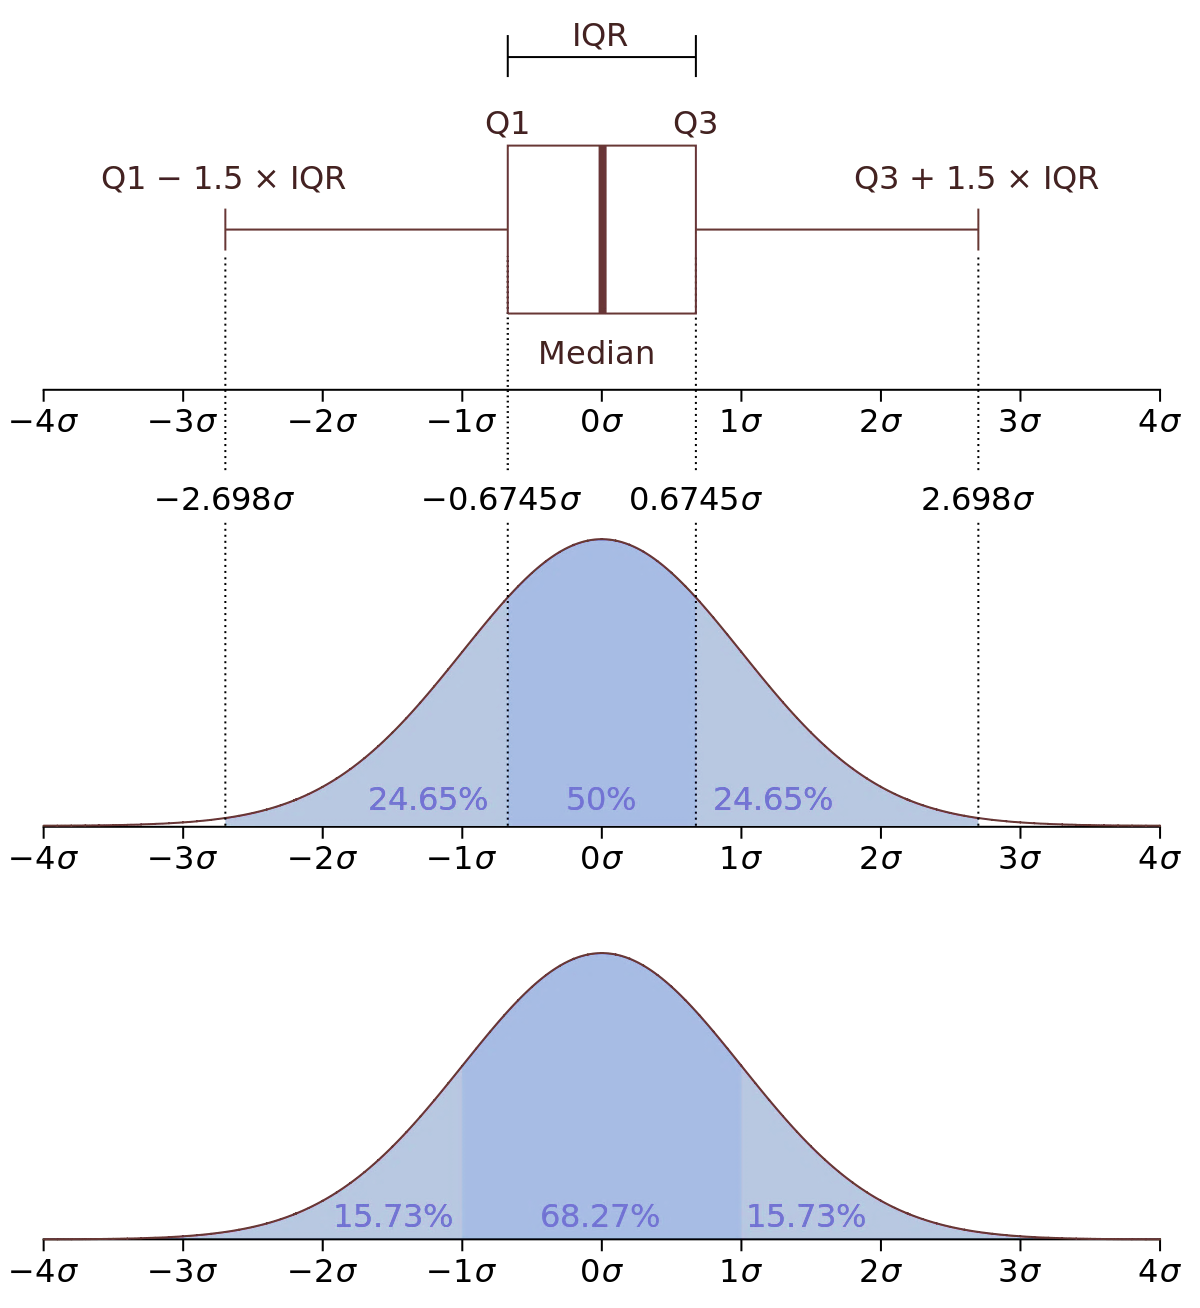 IQR
Q1 Q3
Q1 − 1.5 × IQR Q3 + 1.5 × IQR
Median
−4σ −3σ −2σ −1σ 0σ 1σ 2σ 3σ 4σ
−2.698σ −0.6745σ 0.6745σ 2.698σ
24.65% 50% 24.65%
−4σ −3σ −2σ −1σ 0σ 1σ 2σ 3σ 4σ
15.73% 68.27% 15.73%
−4σ −3σ −2σ −1σ 0σ 1σ 2σ 3σ 4σ